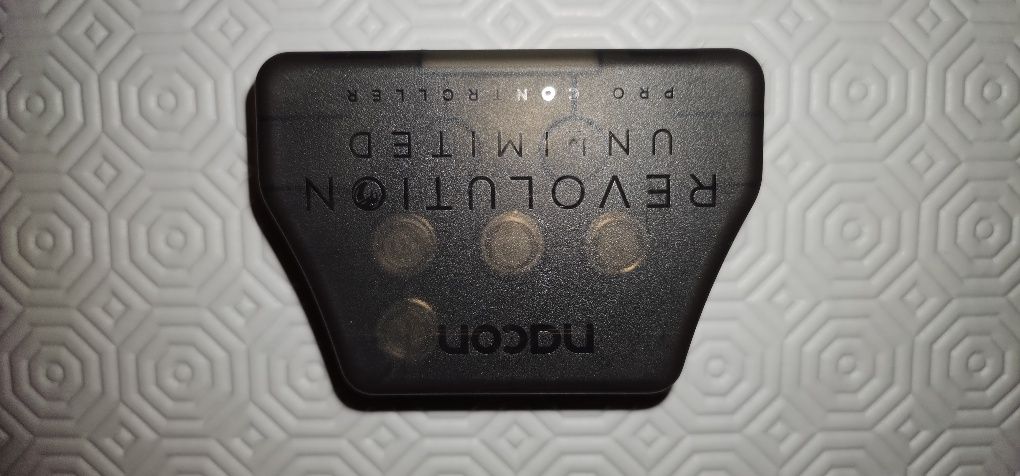 nacon
REVOLUTION
UNLIMITED
PRO CONTROLLER